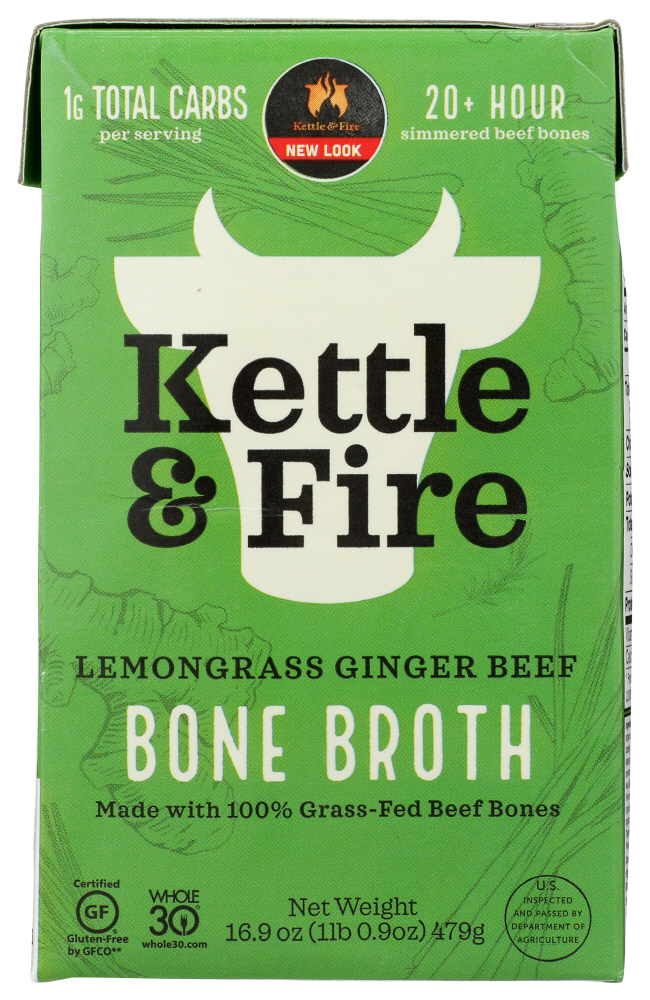 1G TOTAL CARBS
per serving
Kettle & Fire
NEW LOOK
20+ HOUR
simmered beef bones
Kettle
& Fire
LEMONGRASS GINGER BEEF
BONE BROTH
Made with 100% Grass-Fed Beef Bones
Certified
GF
Gluten-Free
by GFCO**
WHOLE
30
whole30.com
Net Weight
16.9 oz (1lb 0.9oz) 479g
U.S.
INSPECTED
AND PASSED BY
DEPARTMENT OF
AGRICULTURE